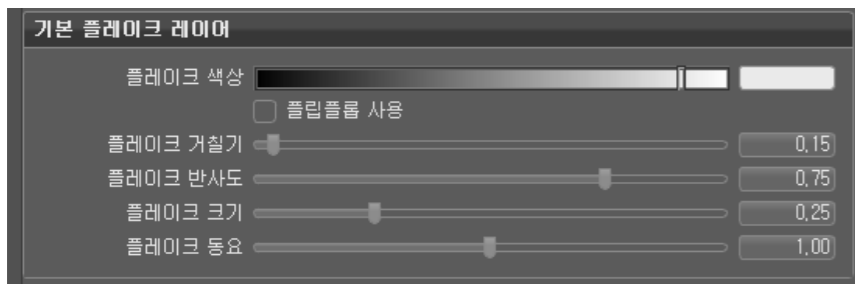 기본 플레이크 레이어
플레이크 색상
플립플롭 사용
플레이크 거칠기 0,15
플레이크 반사도 0,75
플레이크 크기 0,25
플레이크 동요 1,00